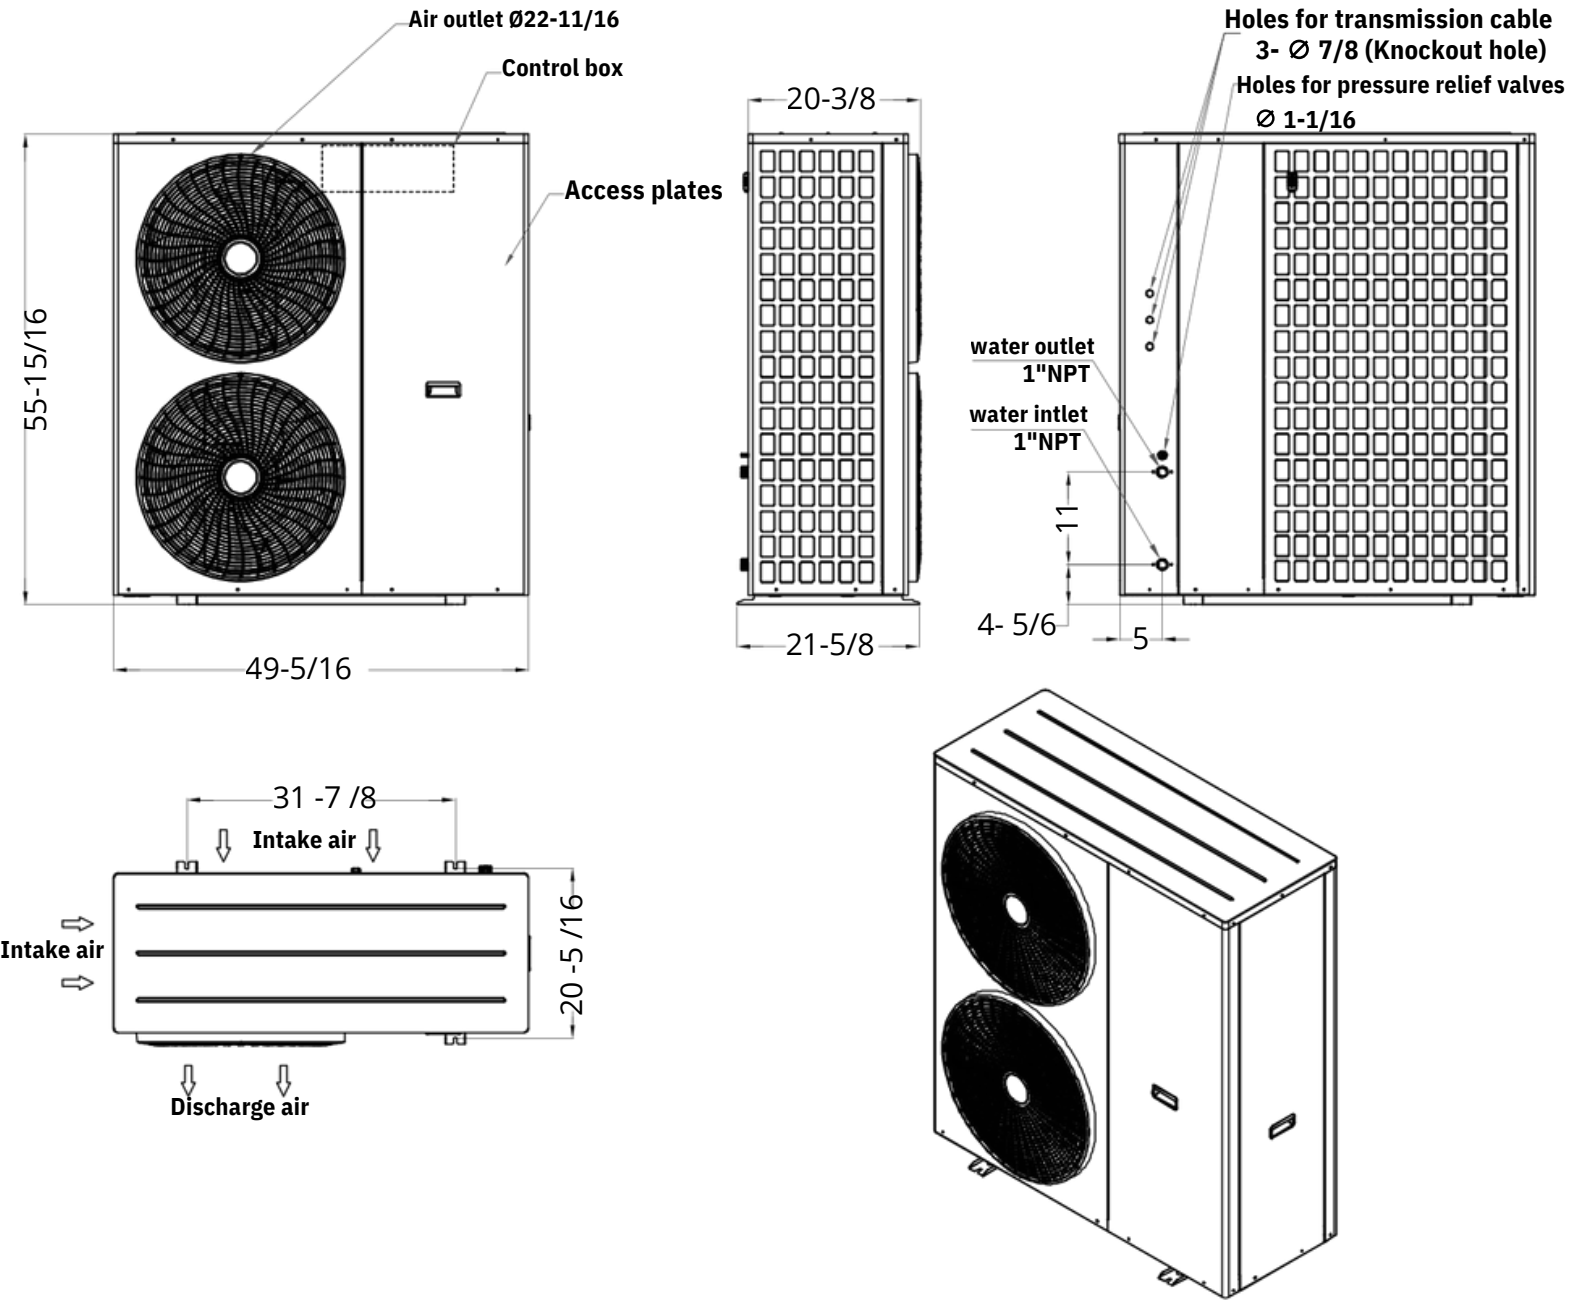 Air outlet Ø22-11/16
Control box
Access plates
55-15/16
49-5/16
20-3/8
21-5/8
Holes for transmission cable
3- Ø 7/8 (Knockout hole)
Holes for pressure relief valves
Ø 1-1/16
water outlet
1"NPT
water intlet
1"NPT
11
4- 5/6
5
31 -7 /8
Intake air
Intake air
20 -5 /16
Discharge air